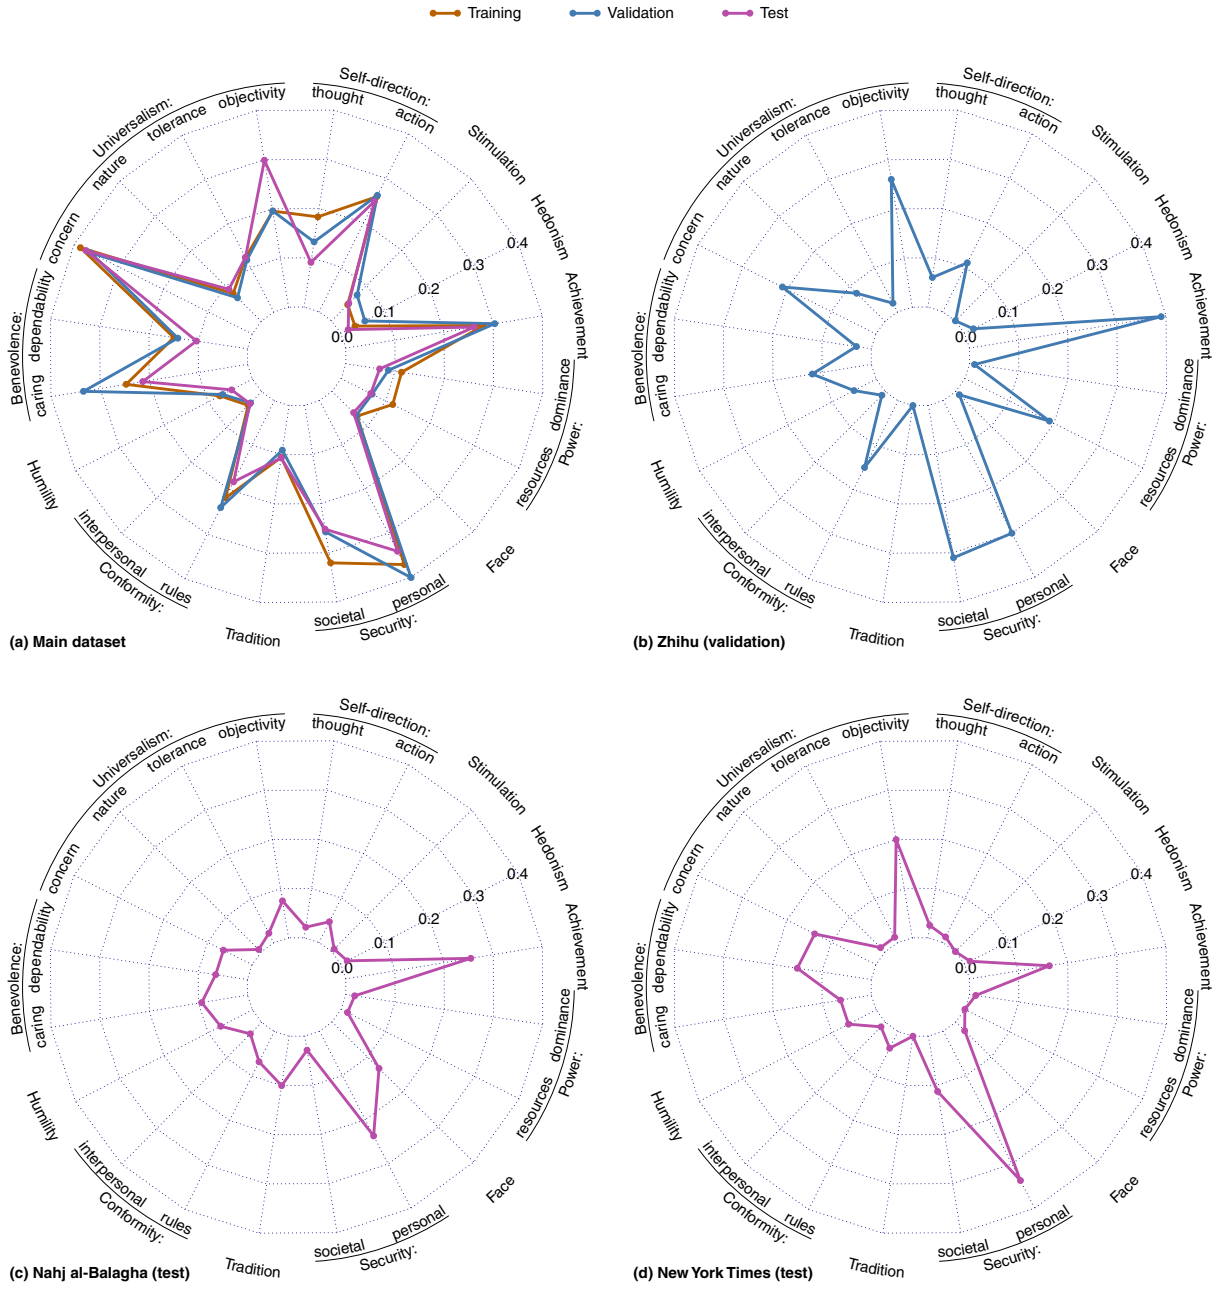 Training Validation Test
Self-direction:
thought
action
Stimulation
Hedonism
Achievement
dominance
Power:
resources
Face
personal
societal
Security:
Tradition
rules
interpersonal
Conformity:
Humility
caring
dependability
Benevolence:
concern
nature
tolerance
objectivity
Universalism:
0.0
0.1
0.2
0.3
0.4
(a) Main dataset
Self-direction:
thought
action
Stimulation
Hedonism
Achievement
dominance
Power:
resources
Face
personal
societal
Security:
Tradition
rules
interpersonal
Conformity:
Humility
caring
dependability
Benevolence:
concern
nature
tolerance
objectivity
Universalism:
0.0
0.1
0.2
0.3
0.4
(b) Zhihu (validation)
Self-direction:
thought
action
Stimulation
Hedonism
Achievement
dominance
Power:
resources
Face
personal
societal
Security:
Tradition
rules
interpersonal
Conformity:
Humility
caring
dependability
Benevolence:
concern
nature
tolerance
objectivity
Universalism:
0.0
0.1
0.2
0.3
0.4
(c) Nahj al-Balagha (test)
Self-direction:
thought
action
Stimulation
Hedonism
Achievement
dominance
Power:
resources
Face
personal
societal
Security:
Tradition
rules
interpersonal
Conformity:
Humility
caring
dependability
Benevolence:
concern
nature
tolerance
objectivity
Universalism:
0.0
0.1
0.2
0.3
0.4
(d) New York Times (test)